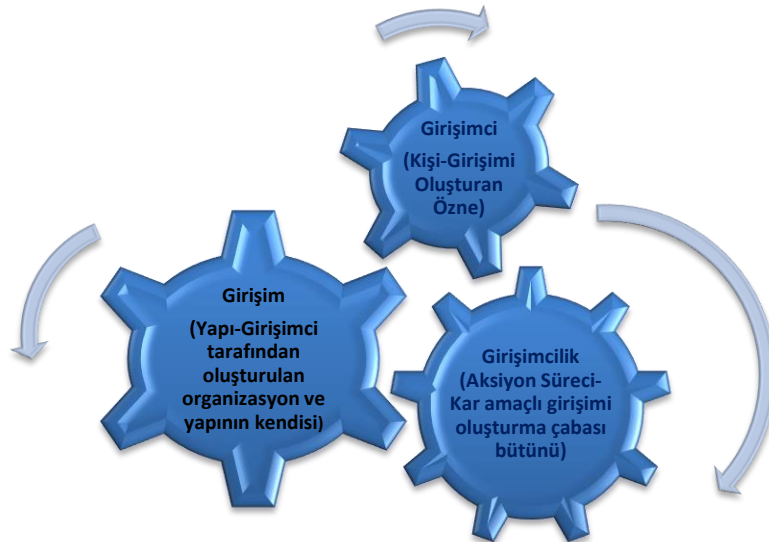 Girişimci
(Kişi-Girişimi
Oluşturan
Özne)
Girişim
(Yapı-Girişimci
tarafından
oluşturulan
organizasyon ve
yapının kendisi)
Girişimcilik
(Aksiyon Süreci-
Kar amaçlı girişimi
oluşturma çabası
bütünü)